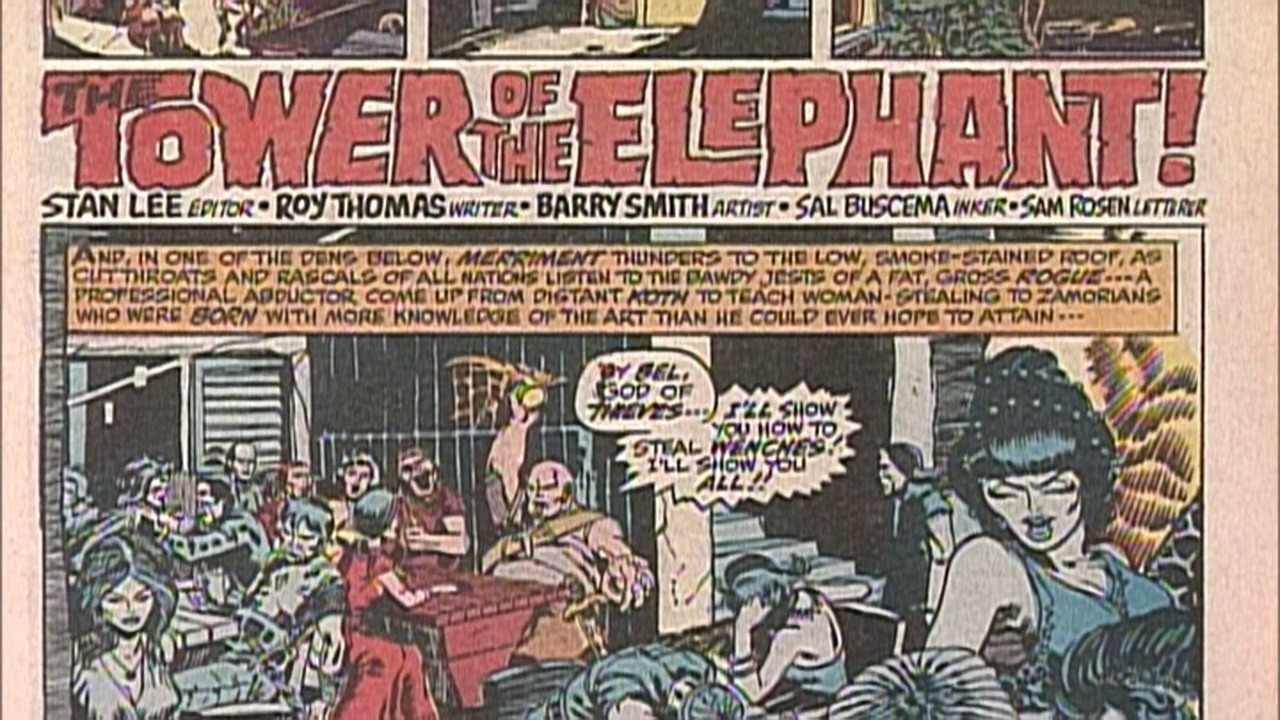 THE TOWER OF THE ELEPHANT!
STAN LEE EDITOR • ROY THOMAS WRITER • BARRY SMITH ARTIST • SAL BUSCEMA INKER • SAM ROSEN LETTERER
AND, IN ONE OF THE DENS BELOW, MERRIMENT THUNDERS TO THE LOW, SMOKE-STAINED ROOF, AS
CUTTHROATS AND RASCALS OF ALL NATIONS LISTEN TO THE BAWDY JESTS OF A FAT, GROSS ROGUE---A
PROFESSIONAL ABDUCTOR COME UP FROM DISTANT KOTH TO TEACH WOMAN-STEALING TO ZAMORIANS
WHO WERE BORN WITH MORE KNOWLEDGE OF THE ART THAN HE COULD EVER HOPE TO ATTAIN---
BY BEL,
GOD OF
THIEVES---
I'LL SHOW
YOU HOW TO
STEAL WENCHES!
I'LL SHOW YOU
ALL!!